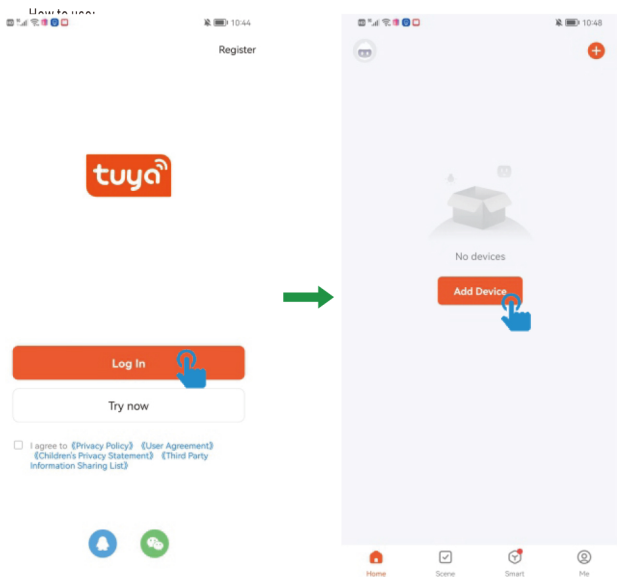 How to use:
10:44
Register
tuya
Log In
Try now
I agree to 《Privacy Policy》 《User Agreement》
《Children's Privacy Statement》 《Third Party
Information Sharing List》
10:48
No devices
Add Device
Home
Scene
Smart
Me